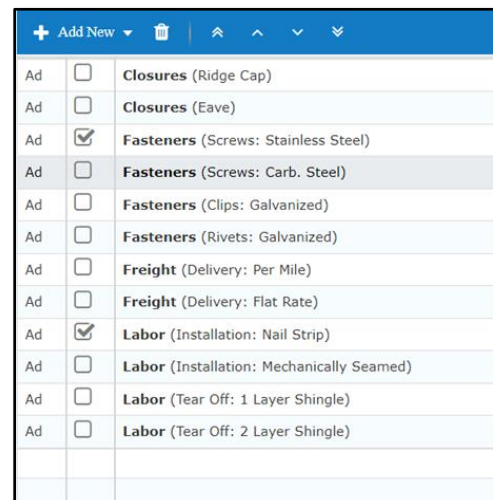 Add New
Ad Closures (Ridge Cap)
Ad Closures (Eave)
Ad Fasteners (Screws: Stainless Steel)
Ad Fasteners (Screws: Carb. Steel)
Ad Fasteners (Clips: Galvanized)
Ad Fasteners (Rivets: Galvanized)
Ad Freight (Delivery: Per Mile)
Ad Freight (Delivery: Flat Rate)
Ad Labor (Installation: Nail Strip)
Ad Labor (Installation: Mechanically Seamed)
Ad Labor (Tear Off: 1 Layer Shingle)
Ad Labor (Tear Off: 2 Layer Shingle)